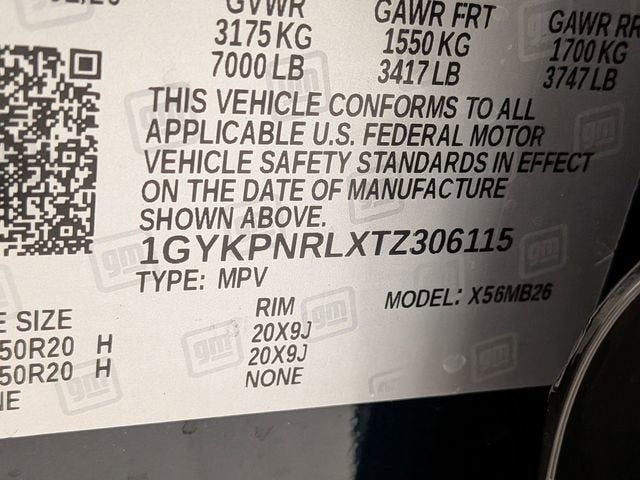 GVWR GAWR FRT GAWR RR
3175 KG 1550 KG 1700 KG
7000 LB 3417 LB 3747 LB
THIS VEHICLE CONFORMS TO ALL
APPLICABLE U.S. FEDERAL MOTOR
VEHICLE SAFETY STANDARDS IN EFFECT
ON THE DATE OF MANUFACTURE
SHOWN ABOVE.
1GYKPNRLXTZ306115
TYPE: MPV MODEL: X56MB26
SIZE RIM
50R20 H 20X9J
50R20 H 20X9J
NONE
gm